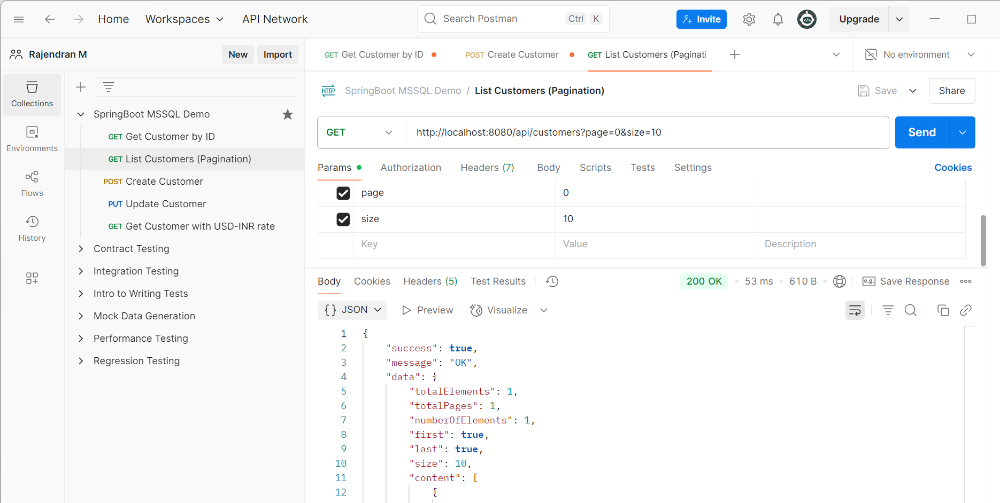 Home Workspaces API Network Search Postman Ctrl K Invite Upgrade
Rajendran M New Import
GET Get Customer by ID POST Create Customer GET List Customers (Paginati No environment
Collections
Environments
Flows
History
SpringBoot MSSQL Demo
GET Get Customer by ID
GET List Customers (Pagination)
POST Create Customer
PUT Update Customer
GET Get Customer with USD-INR rate
Contract Testing
Integration Testing
Intro to Writing Tests
Mock Data Generation
Performance Testing
Regression Testing
HTTP SpringBoot MSSQL Demo / List Customers (Pagination) Save Share
GET http://localhost:8080/api/customers?page=0&size=10 Send
Params Authorization Headers (7) Body Scripts Tests Settings Cookies
page 0
size 10
Key Value Description
Body Cookies Headers (5) Test Results 200 OK • 53 ms • 610 B • e.g. Save Response
{} JSON Preview Visualize
1 {
2 "success": true,
3 "message": "OK",
4 "data": {
5 "totalElements": 1,
6 "totalPages": 1,
7 "numberOfElements": 1,
8 "first": true,
9 "last": true,
10 "size": 10,
11 "content": [
12 {